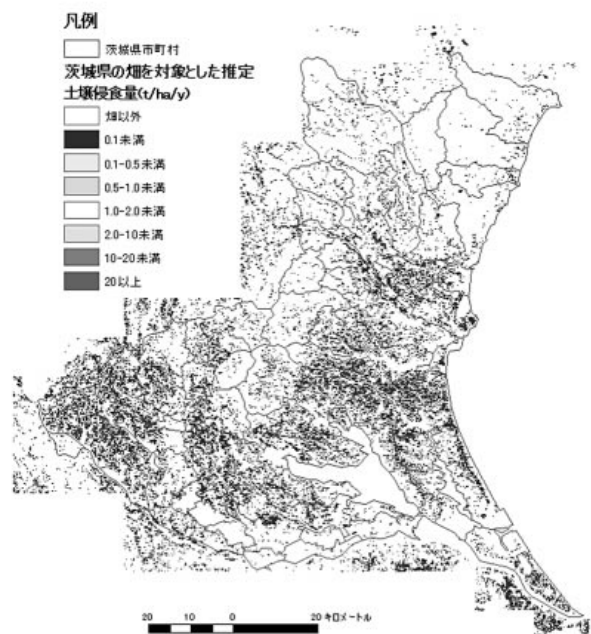 凡例
茨城県市町村
茨城県の畑を対象とした推定
土壌侵食量(t/ha/y)
畑以外
0.1未満
0.1-0.5未満
0.5-1.0未満
1.0-2.0未満
2.0-10未満
10-20未満
20以上
20 10 0 20 キロメートル